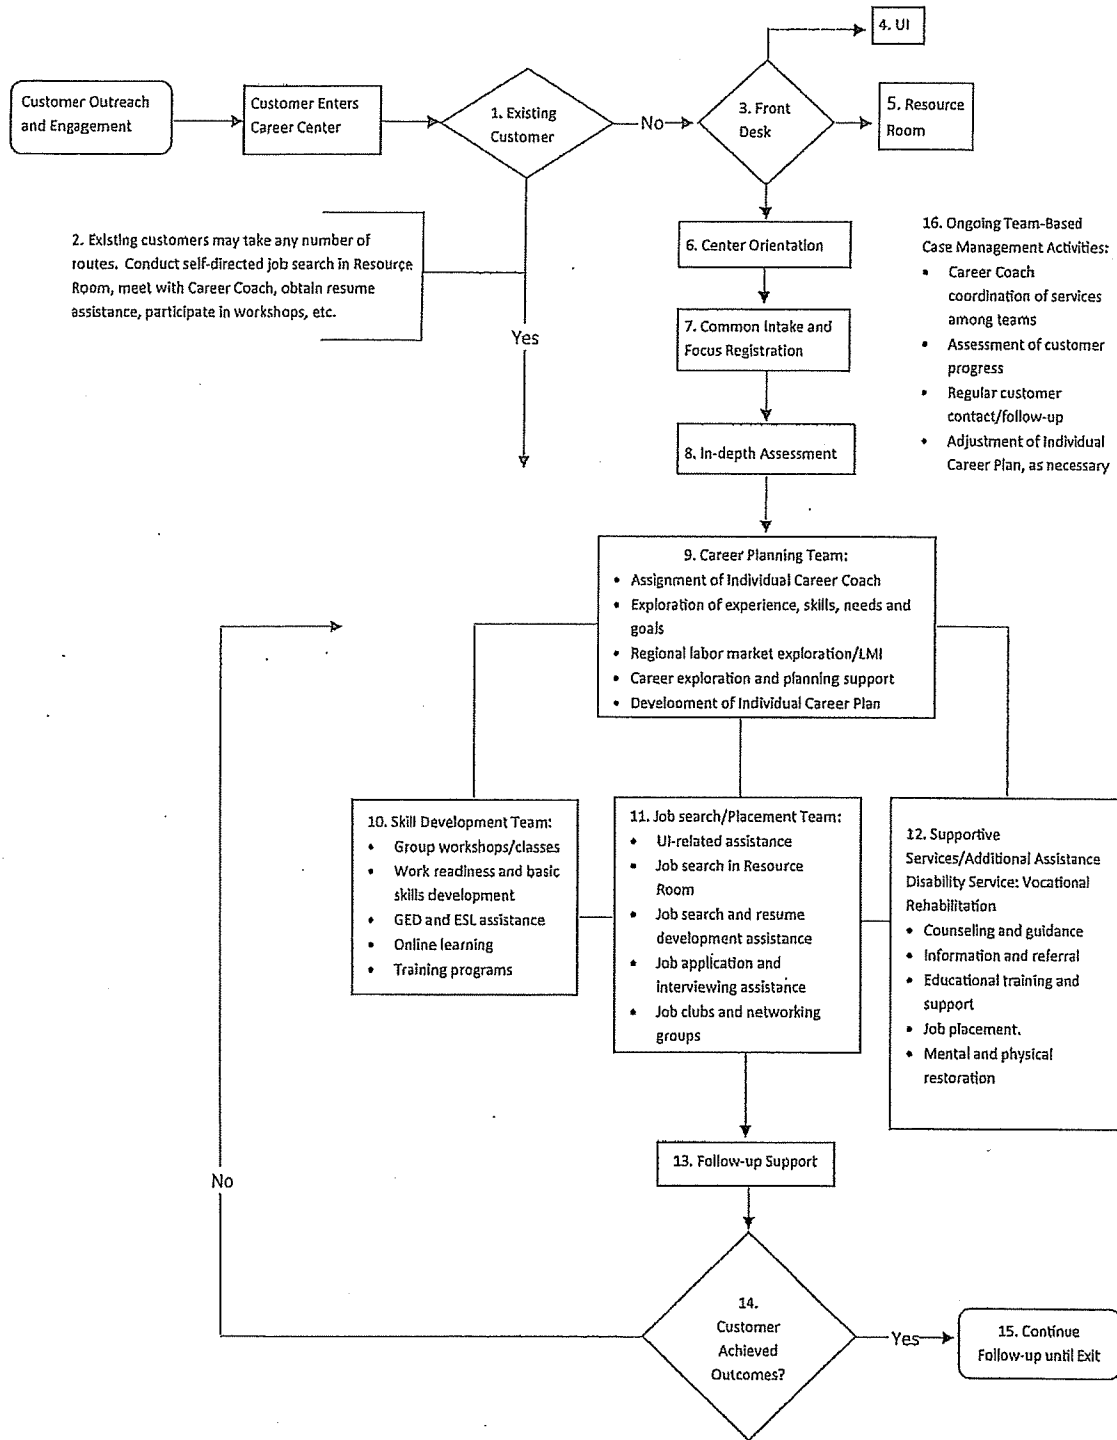 Customer Outreach
and Engagement
Customer Enters
Career Center
1. Existing
Customer
No
3. Front
Desk
4. UI
5. Resource
Room
2. Existing customers may take any number of
routes. Conduct self-directed job search in Resource
Room, meet with Career Coach, obtain resume
assistance, participate in workshops, etc.
Yes
6. Center Orientation
7. Common Intake and
Focus Registration
8. In-depth Assessment
16. Ongoing Team-Based
Case Management Activities:
• Career Coach
coordination of services
among teams
• Assessment of customer
progress
• Regular customer
contact/follow-up
• Adjustment of Individual
Career Plan, as necessary
9. Career Planning Team:
• Assignment of Individual Career Coach
• Exploration of experience, skills, needs and
goals
• Regional labor market exploration/LMI
• Career exploration and planning support
• Development of Individual Career Plan
10. Skill Development Team:
• Group workshops/classes
• Work readiness and basic
skills development
• GED and ESL assistance
• Online learning
• Training programs
11. Job search/Placement Team:
• UI-related assistance
• Job search in Resource
Room
• Job search and resume
development assistance
• Job application and
interviewing assistance
• Job clubs and networking
groups
12. Supportive
Services/Additional Assistance
Disability Service: Vocational
Rehabilitation
• Counseling and guidance
• Information and referral
• Educational training and
support
• Job placement.
• Mental and physical
restoration
13. Follow-up Support
No
14.
Customer
Achieved
Outcomes?
Yes
15. Continue
Follow-up until Exit